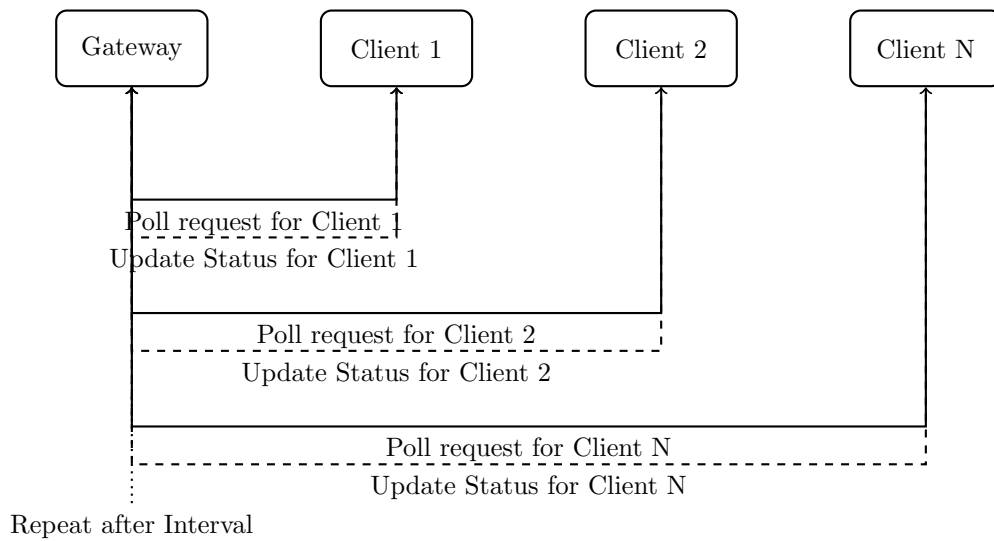 Gateway
Client 1
Client 2
Client N
Poll request for Client 1
Update Status for Client 1
Poll request for Client 2
Update Status for Client 2
Poll request for Client N
Update Status for Client N
Repeat after Interval